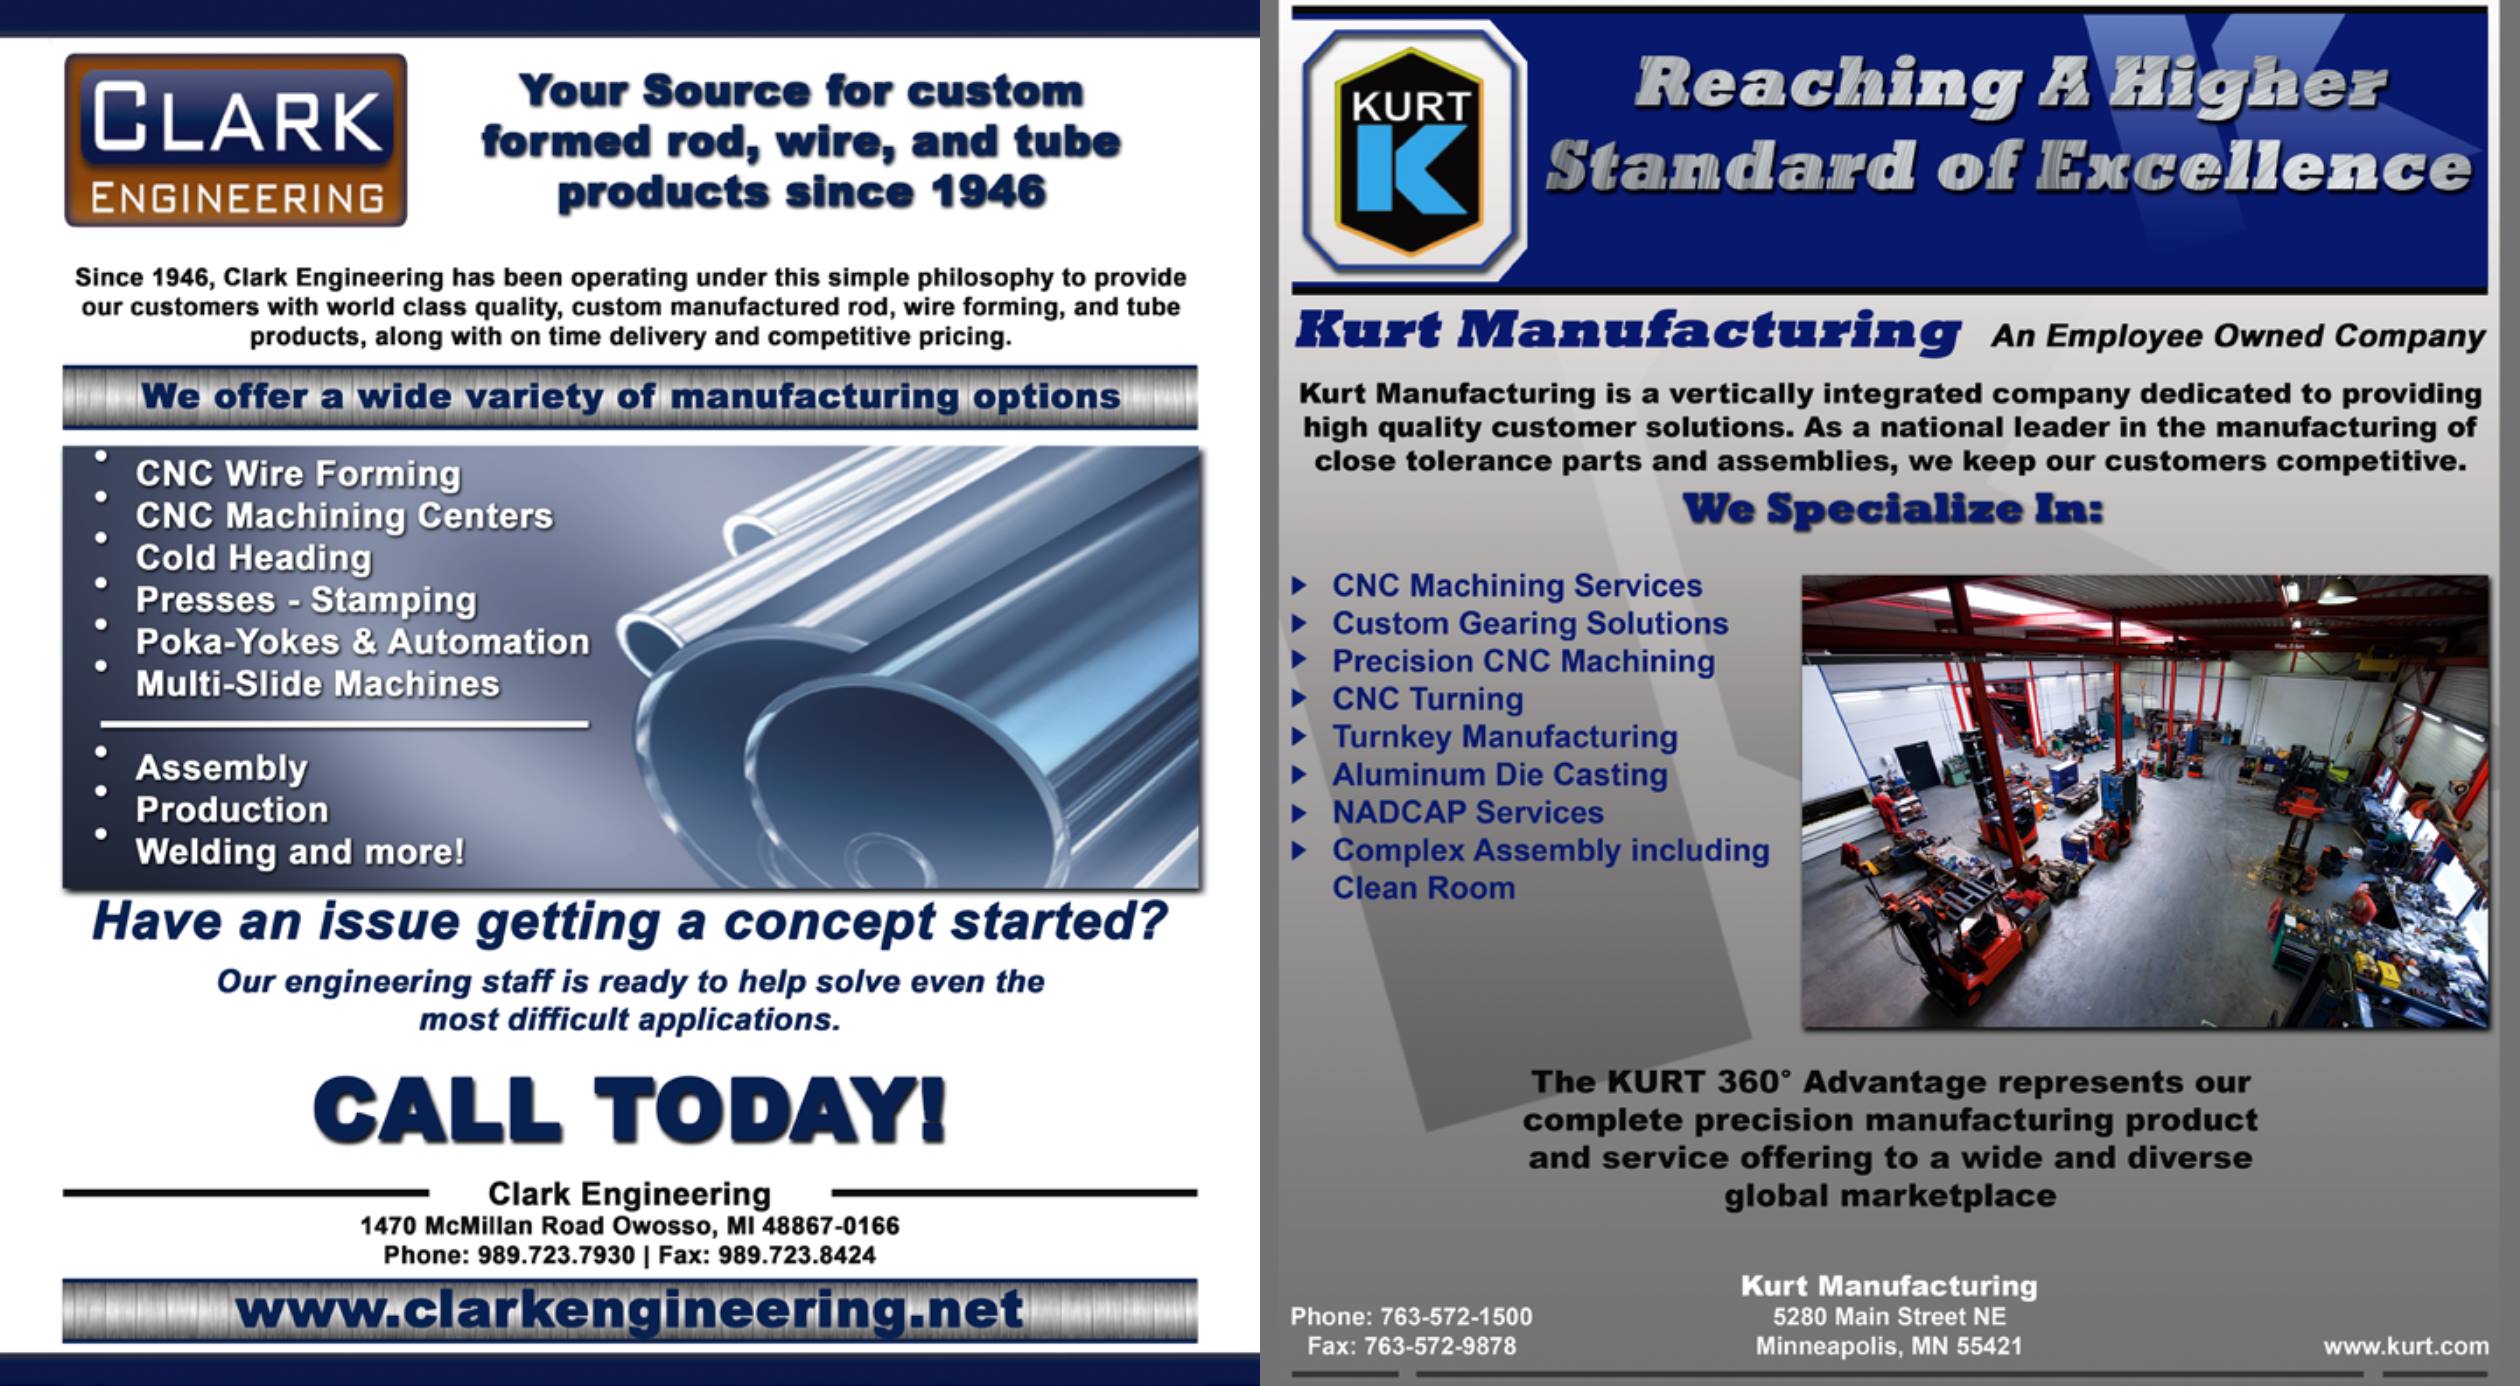 CLARK
ENGINEERING
Your Source for custom
formed rod, wire, and tube
products since 1946
Since 1946, Clark Engineering has been operating under this simple philosophy to provide
our customers with world class quality, custom manufactured rod, wire forming, and tube
products, along with on time delivery and competitive pricing.
We offer a wide variety of manufacturing options
• CNC Wire Forming
• CNC Machining Centers
• Cold Heading
• Presses - Stamping
• Poka-Yokes & Automation
• Multi-Slide Machines
• Assembly
• Production
• Welding and more!
Have an issue getting a concept started?
Our engineering staff is ready to help solve even the
most difficult applications.
CALL TODAY!
Clark Engineering
1470 McMillan Road Owosso, MI 48867-0166
Phone: 989.723.7930 | Fax: 989.723.8424
www.clarkengineering.net
KURT
K
Reaching A Higher
Standard of Excellence
Kurt Manufacturing An Employee Owned Company
Kurt Manufacturing is a vertically integrated company dedicated to providing
high quality customer solutions. As a national leader in the manufacturing of
close tolerance parts and assemblies, we keep our customers competitive.
We Specialize In:
CNC Machining Services
Custom Gearing Solutions
Precision CNC Machining
CNC Turning
Turnkey Manufacturing
Aluminum Die Casting
NADCAP Services
Complex Assembly including
Clean Room
The KURT 360° Advantage represents our
complete precision manufacturing product
and service offering to a wide and diverse
global marketplace
Phone: 763-572-1500
Fax: 763-572-9878
Kurt Manufacturing
5280 Main Street NE
Minneapolis, MN 55421
www.kurt.com